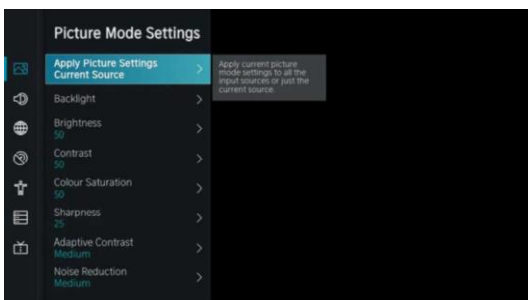 Picture Mode Settings
Apply Picture Settings
Current Source
Apply current picture
mode settings to all the
input sources or just the
current source.
Backlight
Brightness
50
Contrast
50
Colour Saturation
50
Sharpness
25
Adaptive Contrast
Medium
Noise Reduction
Medium